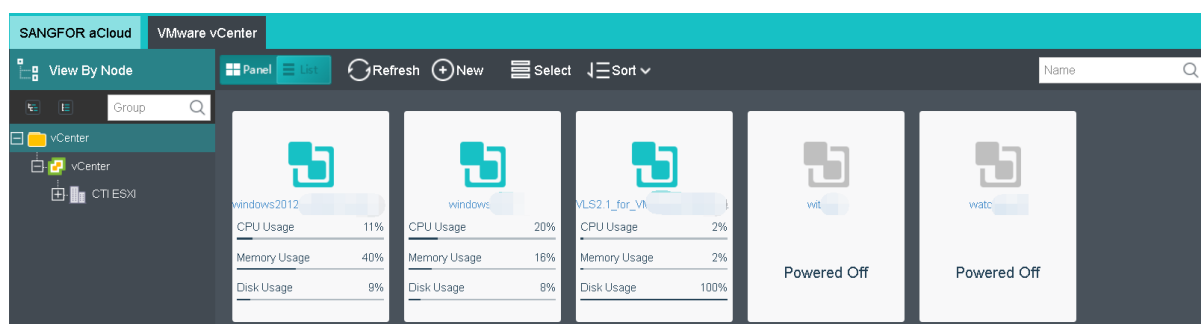 SANGFOR aCloud VMware vCenter
View By Node Panel List Refresh New Select Sort Name
Group
vCenter
vCenter
CTI ESXI
windows2012 windows VLS2.1_for_VM wit watc
CPU Usage 11% CPU Usage 20% CPU Usage 2%
Memory Usage 40% Memory Usage 16% Memory Usage 2%
Powered Off Powered Off
Disk Usage 9% Disk Usage 8% Disk Usage 100%